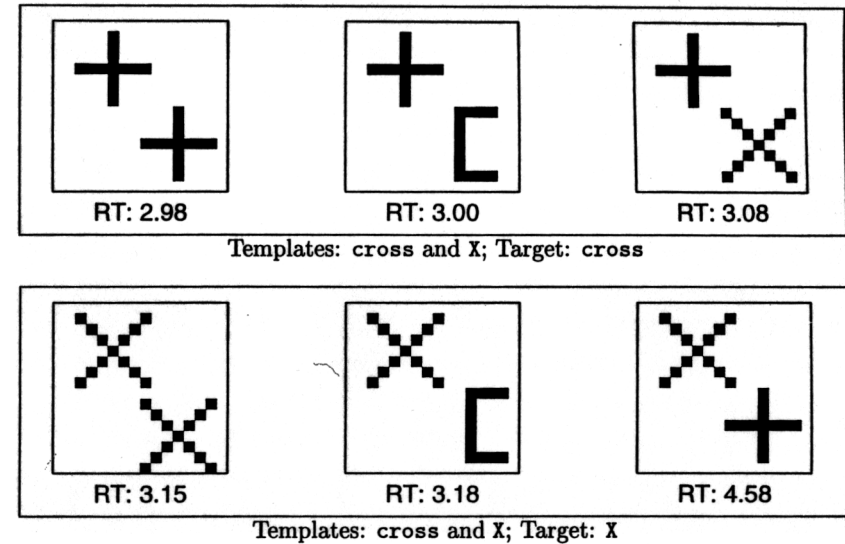 RT: 2.98 RT: 3.00 RT: 3.08
Templates: cross and X; Target: cross
RT: 3.15 RT: 3.18 RT: 4.58
Templates: cross and X; Target: X